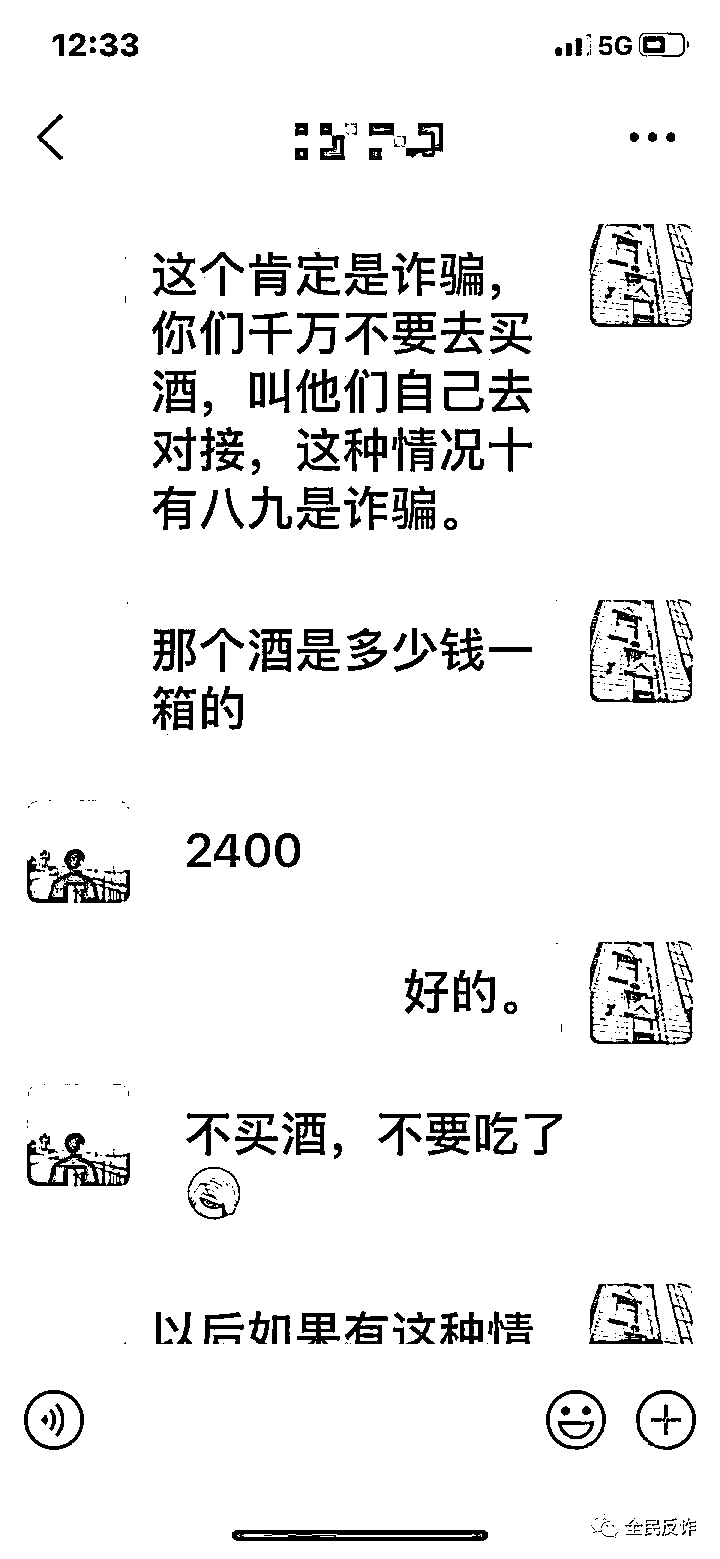 12:33
5G
这个肯定是诈骗，
你们千万不要去买
酒，叫他们自己去
对接，这种情况十
有八九是诈骗。
那个酒是多少钱一
箱的
2400
好的。
不买酒，不要吃了
以后如果有这种情
全民反诈